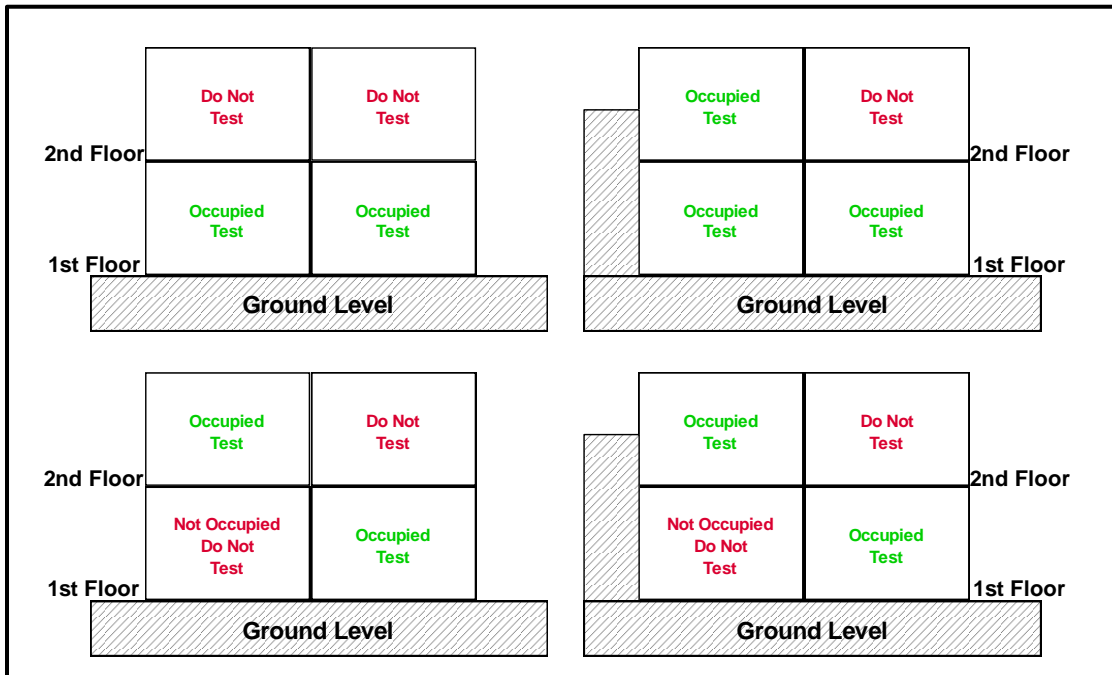 Do Not
Test
Do Not
Test
2nd Floor
Occupied
Test
Occupied
Test
1st Floor
Ground Level
Occupied
Test
Do Not
Test
2nd Floor
Occupied
Test
Occupied
Test
1st Floor
Ground Level
Occupied
Test
Do Not
Test
2nd Floor
Not Occupied
Do Not
Test
Occupied
Test
1st Floor
Ground Level
Occupied
Test
Do Not
Test
2nd Floor
Not Occupied
Do Not
Test
Occupied
Test
1st Floor
Ground Level